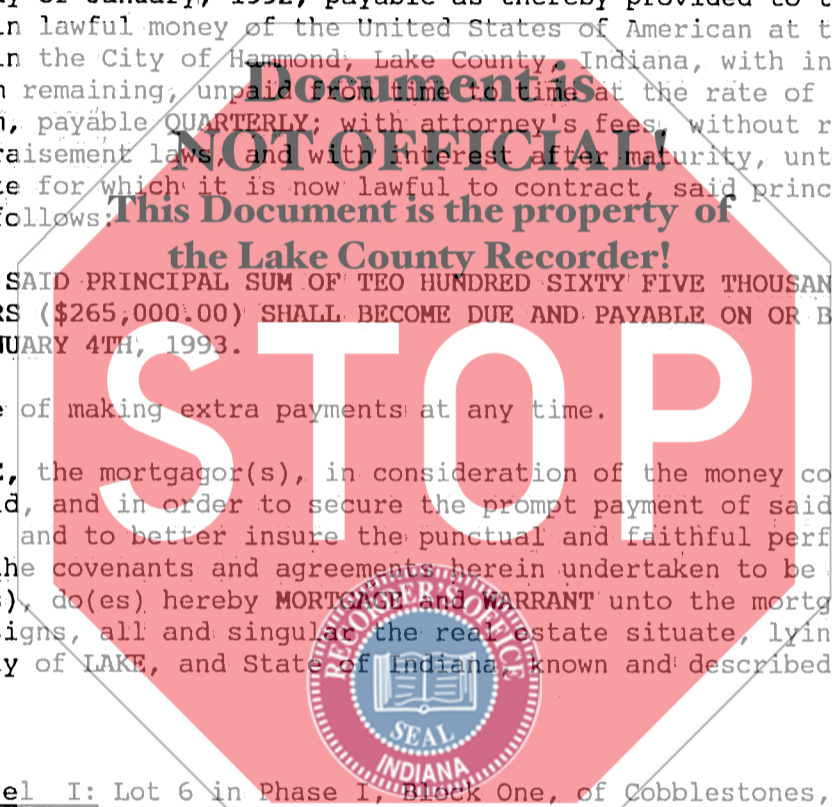 y of January, 1992, payable as thereby provided to t
n lawful money of the United States of American at t
n the City of Hammond, Lake County, Indiana, with in
n remaining, unpaid from time to time at the rate of
Document is
, payable QUARTERLY; with attorney's fees, without r
NOT OFFICIAL!
raisement laws, and with interest after maturity, unt
te for which it is now lawful to contract, said princ
follows:
This Document is the property of
the Lake County Recorder!
SAID PRINCIPAL SUM OF TEO HUNDRED SIXTY FIVE THOUSAN
RS ($265,000.00) SHALL BECOME DUE AND PAYABLE ON OR B
NUARY 4TH, 1993.
STOP
e of making extra payments at any time.
, the mortgagor(s), in consideration of the money co
d, and in order to secure the prompt payment of said
and to better insure the punctual and faithful perf
he covenants and agreements herein undertaken to be
), do(es) hereby MORTGAGE and WARRANT unto the mortg
igns, all and singular the real estate situate, lyin
y of LAKE, and State of Indiana, known and described
RECORDER'S OFFICE
SEAL
INDIANA
el I: Lot 6 in Phase I, Block One, of Cobblestones,